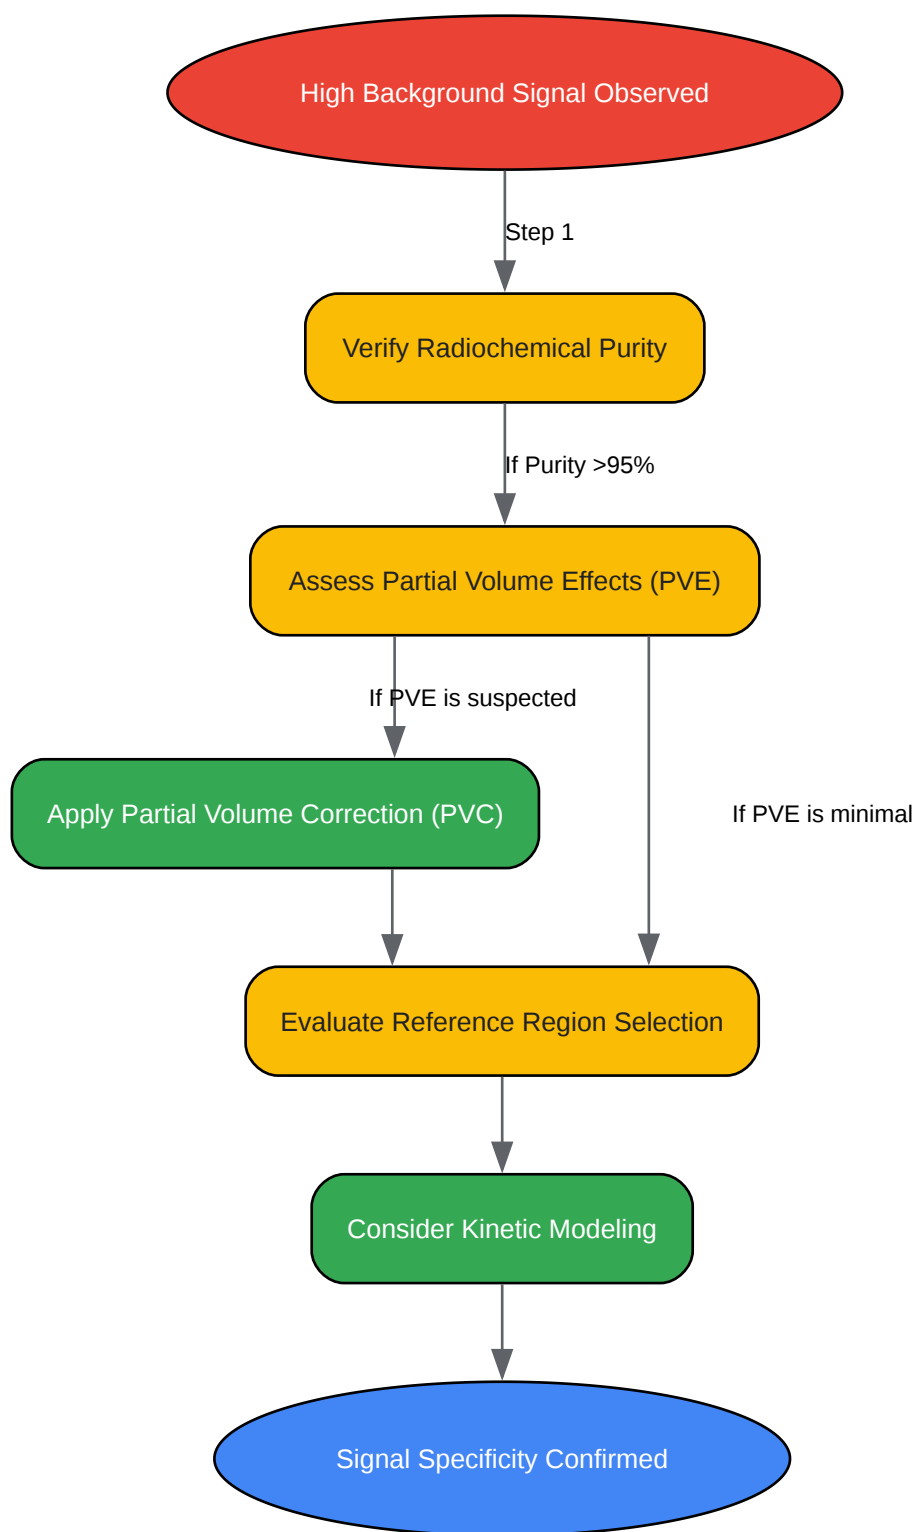 High Background Signal Observed
Step 1
Verify Radiochemical Purity
If Purity >95%
Assess Partial Volume Effects (PVE)
If PVE is suspected
Apply Partial Volume Correction (PVC)
If PVE is minimal
Evaluate Reference Region Selection
Consider Kinetic Modeling
Signal Specificity Confirmed